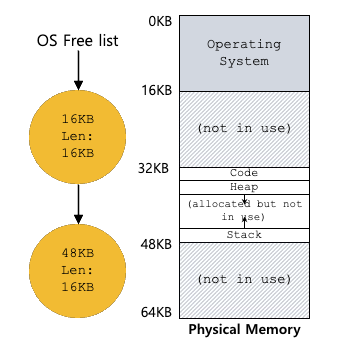 OS Free list
16KB
Len:
16KB
48KB
Len:
16KB
0KB
Operating
System
16KB
(not in use)
32KB
Code
Heap
(allocated but not
in use)
Stack
48KB
(not in use)
64KB
Physical Memory